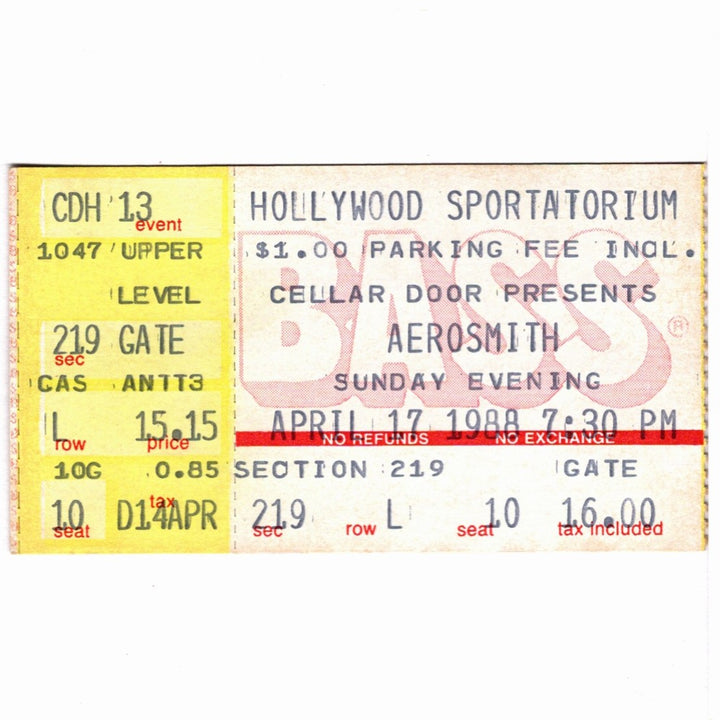 CDH 13
event
1047 UPPER
LEVEL
219 GATE
sec
CAS ANTT3
L 15.15
row price
10G 0.85
tax
10 D14APR
seat
HOLLYWOOD SPORTATORIUM
$1.00 PARKING FEE INCL.
BASS ®
CELLAR DOOR PRESENTS
AEROSMITH
SUNDAY EVENING
APRIL 17 1988 7:30 PM
NO REFUNDS NO EXCHANGE
SECTION 219 GATE
219 L 10 16.00
sec row seat tax included